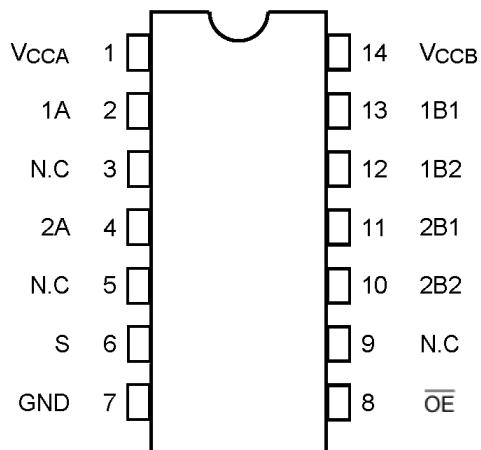 VCCA 1 14 VCCB
1A 2 13 1B1
N.C 3 12 1B2
2A 4 11 2B1
N.C 5 10 2B2
S 6 9 N.C
GND 7 8 O̅E̅